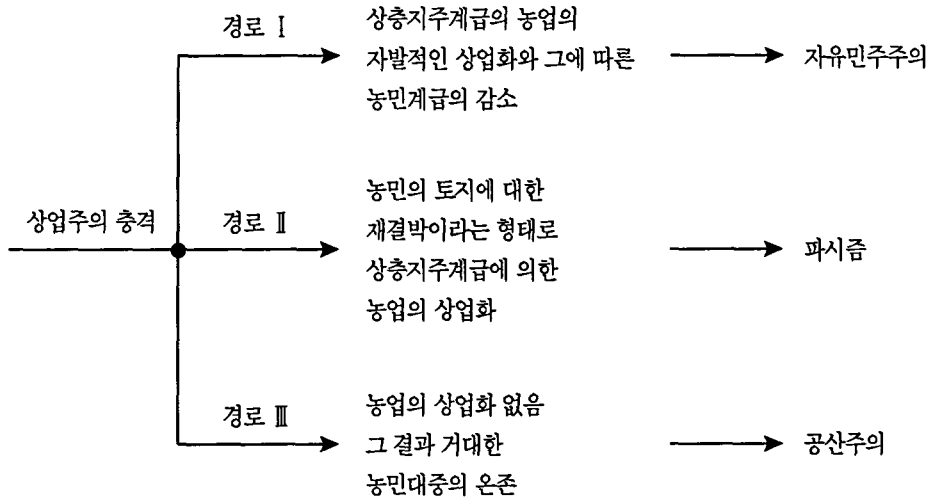 경로 Ⅰ
상층지주계급의 농업의
자발적인 상업화와 그에 따른
농민계급의 감소
자유민주주의
상업주의 충격
경로 Ⅱ
농민의 토지에 대한
재결박이라는 형태로
상층지주계급에 의한
농업의 상업화
파시즘
경로 Ⅲ
농업의 상업화 없음
그 결과 거대한
농민대중의 온존
공산주의